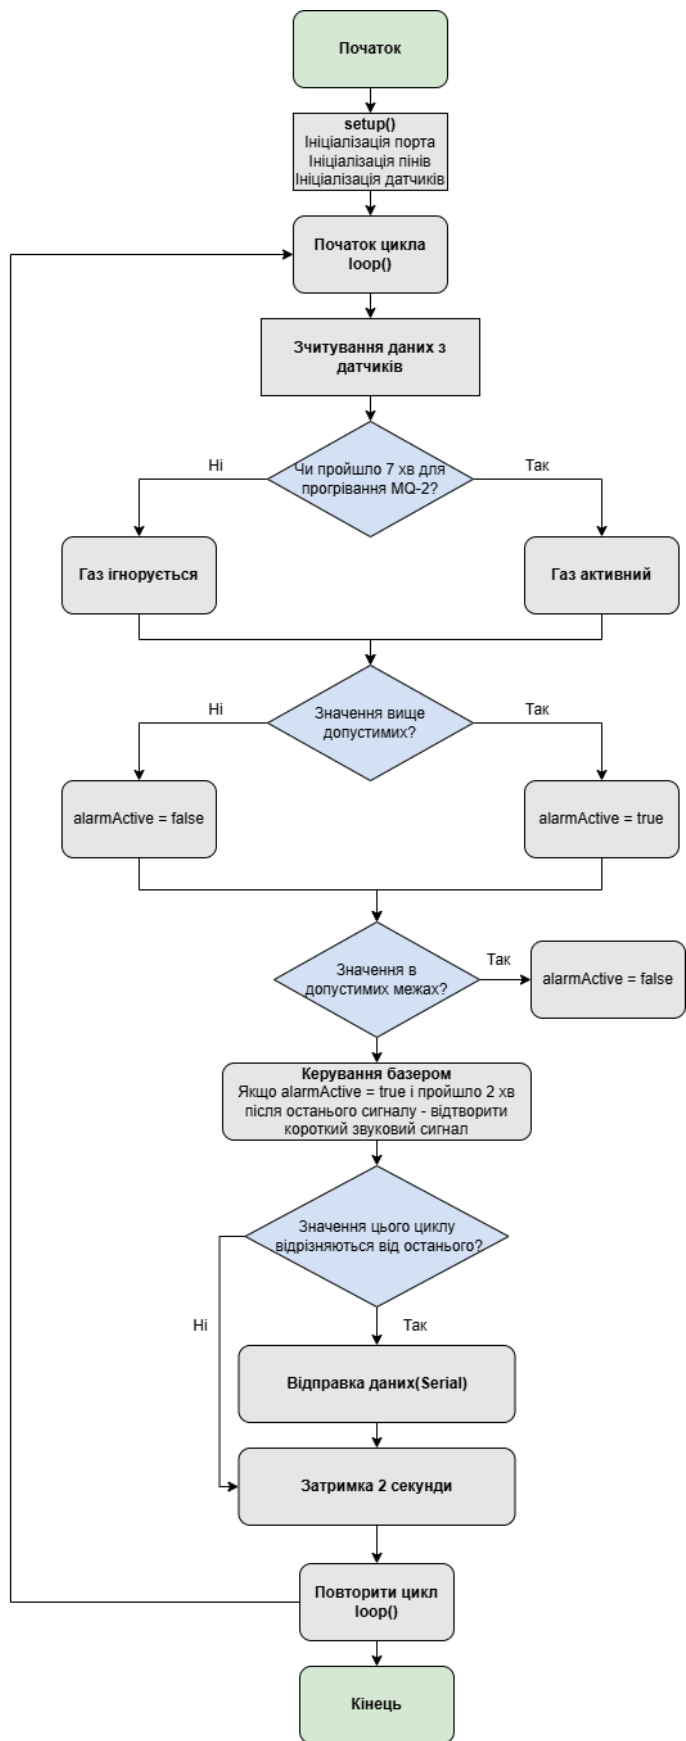 Початок
setup()
Ініціалізація порта
Ініціалізація пінів
Ініціалізація датчиків
Початок цикла
loop()
Зчитування даних з
датчиків
Чи пройшло 7 хв для
прогрівання MQ-2?
Ні
Так
Газ ігнорується
Газ активний
Значення вище
допустимих?
Ні
Так
alarmActive = false
alarmActive = true
Значення в
допустимих межах?
Так
alarmActive = false
Керування базером
Якщо alarmActive = true і пройшло 2 хв
після останього сигналу - відтворити
короткий звуковий сигнал
Значення цього циклу
відрізняються від останього?
Ні
Так
Відправка даних(Serial)
Затримка 2 секунди
Повторити цикл
loop()
Кінець